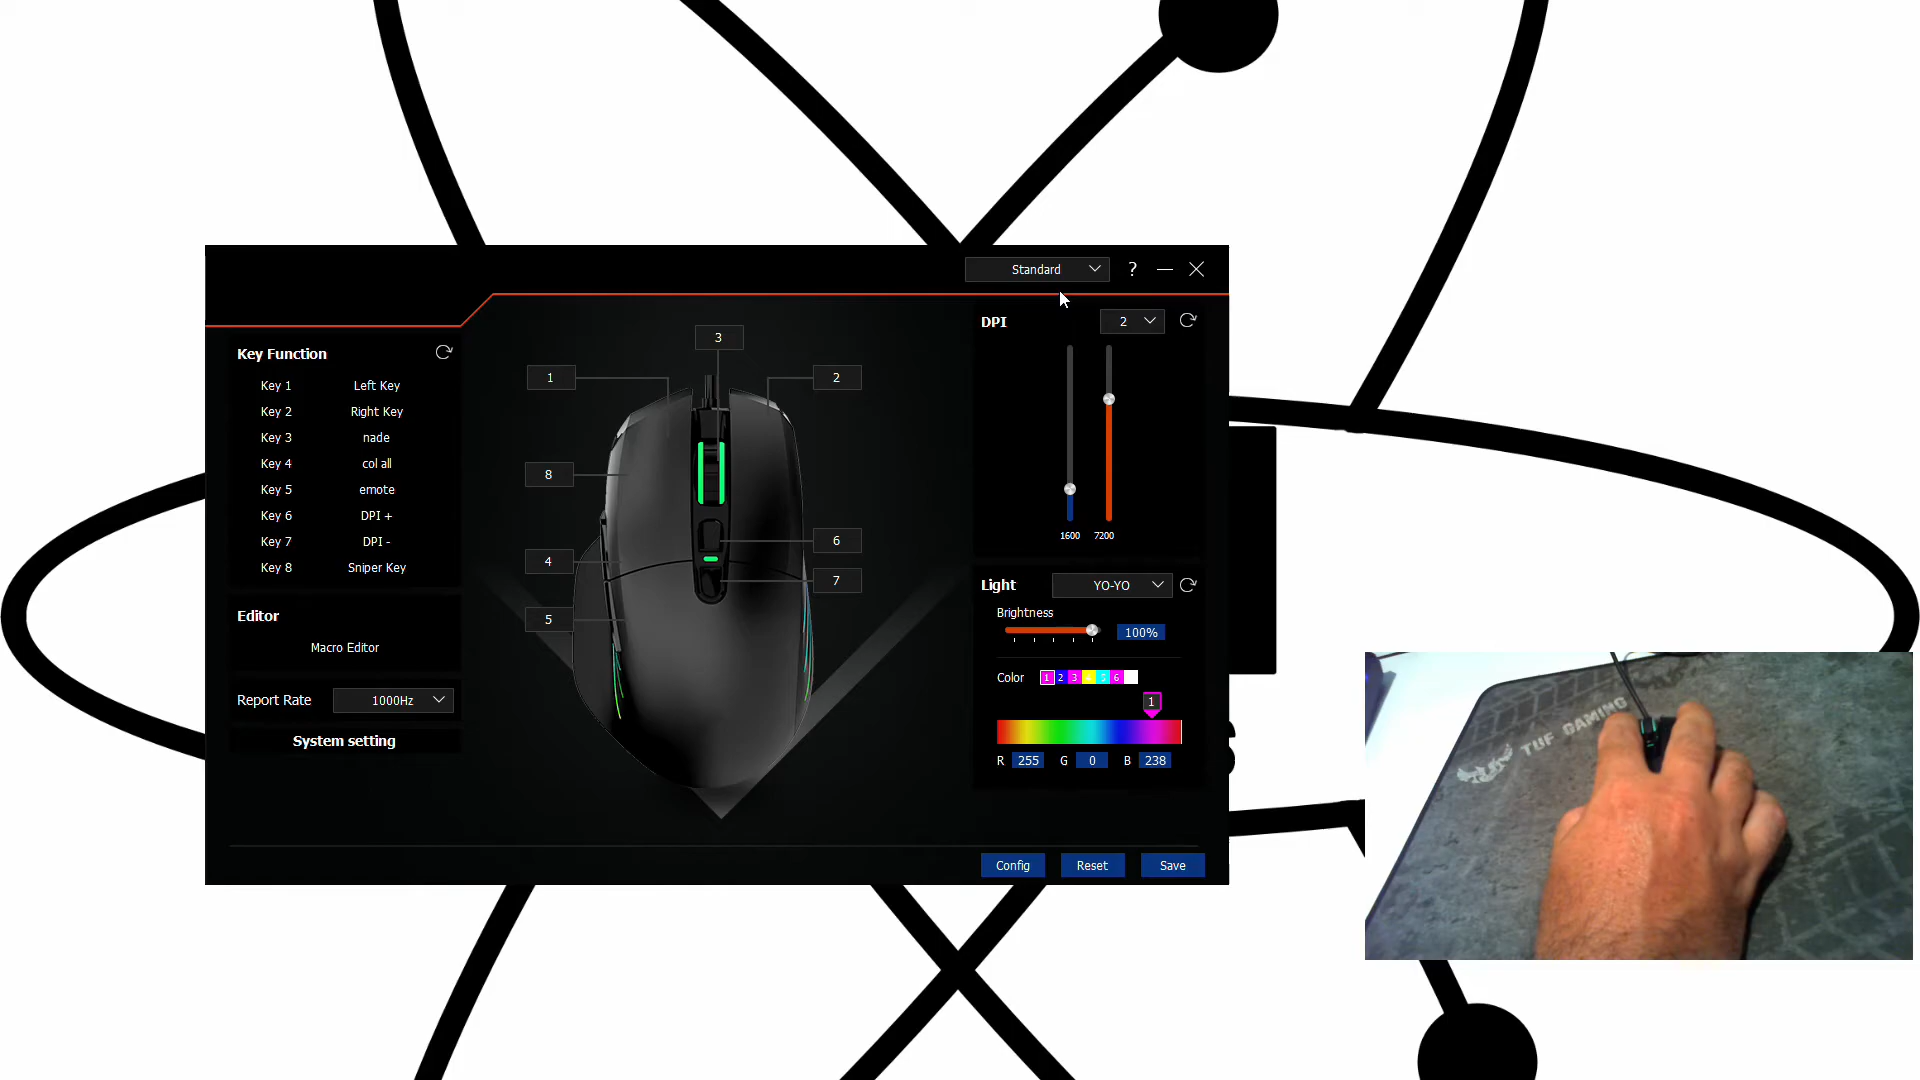 Standard
?
Key Function
Key 1 Left Key
Key 2 Right Key
Key 3 nade
Key 4 col all
Key 5 emote
Key 6 DPI +
Key 7 DPI -
Key 8 Sniper Key
Editor
Macro Editor
Report Rate 1000Hz
System setting
3
1
2
8
6
4
7
5
DPI 2
1600 7200
Light YO-YO
Brightness
100%
Color 1 2 3 4 5 6
1
R 255 G 0 B 238
Config Reset Save
TUF GAMING